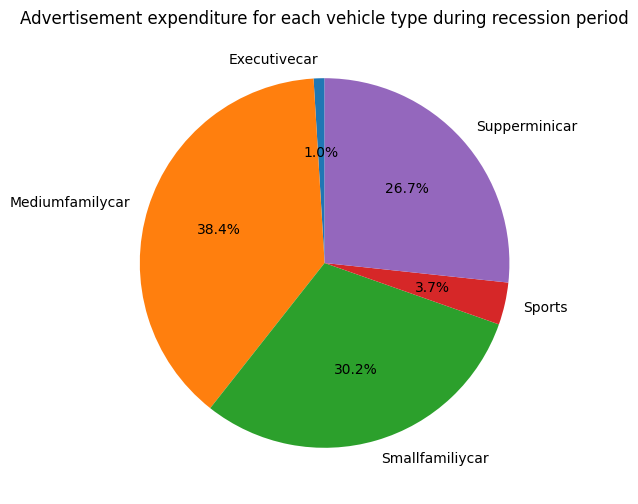 Advertisement expenditure for each vehicle type during recession period
Executivecar
1.0%
Supperminicar
26.7%
Mediumfamilycar
38.4%
3.7%
Sports
30.2%
Smallfamiliycar